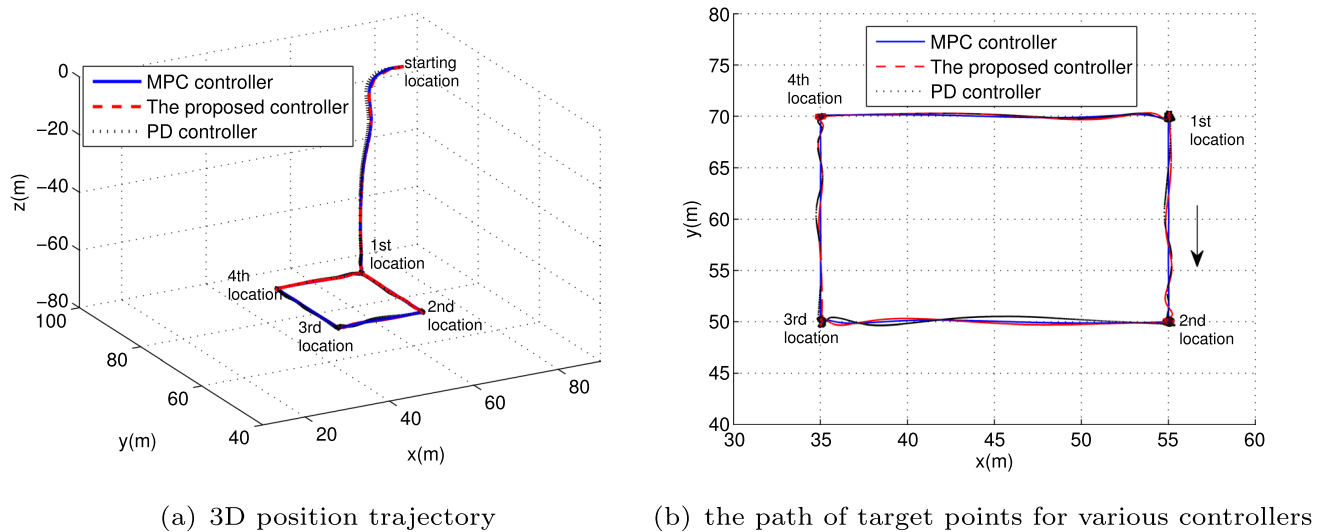 MPC controller
The proposed controller
PD controller
starting
location
0
−20
−40
−60
−80
z(m)
1st
location
4th
location
2nd
location
3rd
location
100
80
60
40
y(m)
20
40
60
80
x(m)
(a) 3D position trajectory
80
75
70
65
60
55
50
45
40
y(m)
MPC controller
The proposed controller
PD controller
4th
location
1st
location
3rd
location
2nd
location
30
35
40
45
50
55
60
x(m)
(b) the path of target points for various controllers